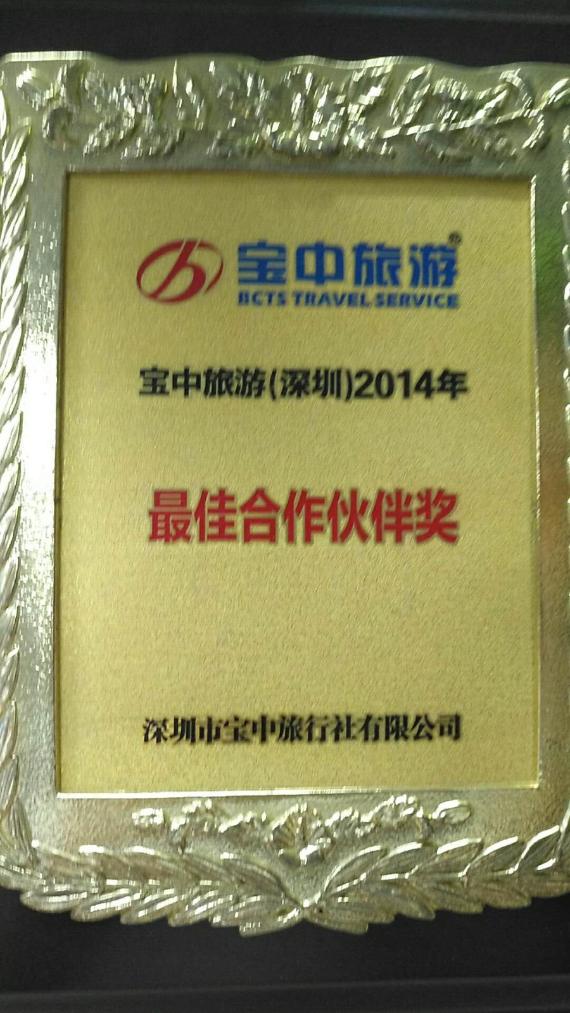 宝中旅游®
BCTS TRAVEL SERVICE
宝中旅游(深圳)2014年
最佳合作伙伴奖
深圳市宝中旅行社有限公司